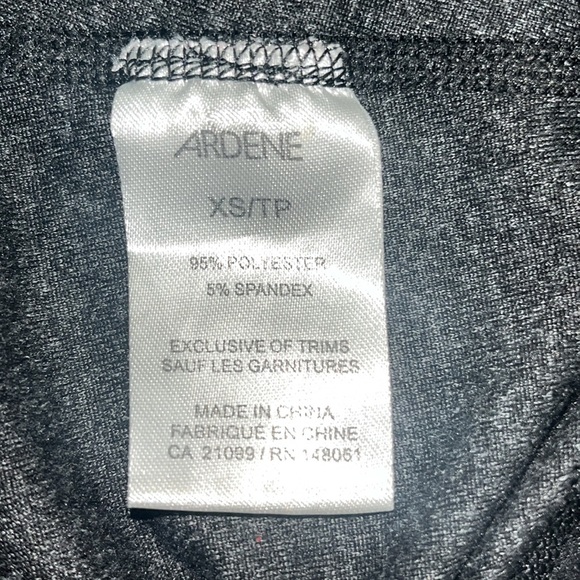 ARDENE
XS/TP
95% POLYESTER
5% SPANDEX
EXCLUSIVE OF TRIMS
SAUF LES GARNITURES
MADE IN CHINA
FABRIQUÉ EN CHINE
CA 21099 / RN 148051